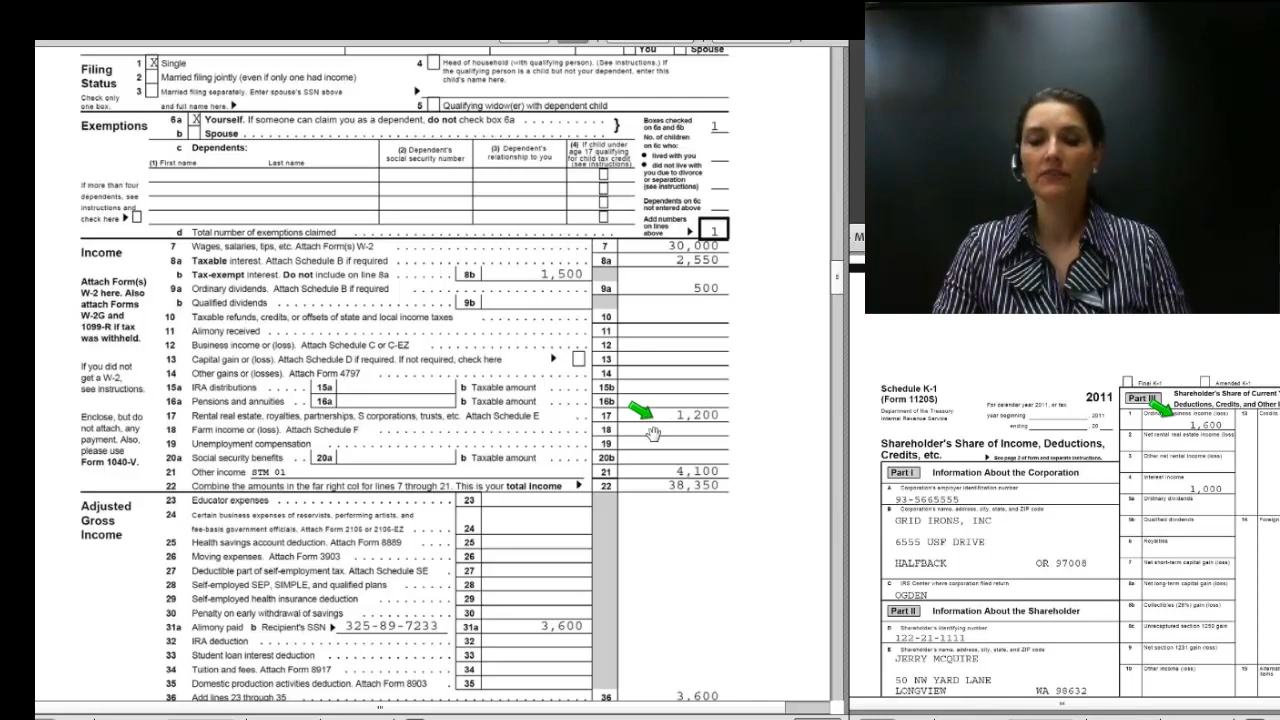 You Spouse
Filing Status
Check only one box.
1 X Single
2 Married filing jointly (even if only one had income)
3 Married filing separately. Enter spouse's SSN above
and full name here.
4 Head of household (with qualifying person). (See instructions.) If
the qualifying person is a child but not your dependent, enter this
child's name here.
5 Qualifying widow(er) with dependent child
Exemptions
6a X Yourself. If someone can claim you as a dependent, do not check box 6a
b Spouse
c Dependents:
(1) First name Last name
(2) Dependent's social security number
(3) Dependent's relationship to you
(4) If child under age 17 qualifying for child tax credit (see instructions)
If more than four
dependents, see
instructions and
check here
d Total number of exemptions claimed
Boxes checked
on 6a and 6b 1
No. of children
on 6c who:
lived with you
did not live with
you due to divorce
or separation
(see instructions)
Dependents on 6c
not entered above
Add numbers
on lines
above 1
Income
Attach Form(s)
W-2 here. Also
attach Forms
W-2G and
1099-R if tax
was withheld.
If you did not
get a W-2,
see instructions.
Enclose, but do
not attach, any
payment. Also,
please use
Form 1040-V.
7 Wages, salaries, tips, etc. Attach Form(s) W-2 7 30,000
8a Taxable interest. Attach Schedule B if required 8a 2,550
b Tax-exempt interest. Do not include on line 8a 8b 1,500
9a Ordinary dividends. Attach Schedule B if required 9a 500
b Qualified dividends 9b
10 Taxable refunds, credits, or offsets of state and local income taxes 10
11 Alimony received 11
12 Business income or (loss). Attach Schedule C or C-EZ 12
13 Capital gain or (loss). Attach Schedule D if required. If not required, check here 13
14 Other gains or (losses). Attach Form 4797 14
15a IRA distributions 15a b Taxable amount 15b
16a Pensions and annuities 16a b Taxable amount 16b
17 Rental real estate, royalties, partnerships, S corporations, trusts, etc. Attach Schedule E 17 1,200
18 Farm income or (loss). Attach Schedule F 18
19 Unemployment compensation 19
20a Social security benefits 20a b Taxable amount 20b
21 Other income STM 01 21 4,100
22 Combine the amounts in the far right col for lines 7 through 21. This is your total income 22 38,350
Adjusted Gross Income
23 Educator expenses 23
24 Certain business expenses of reservists, performing artists, and
fee-basis government officials. Attach Form 2106 or 2106-EZ 24
25 Health savings account deduction. Attach Form 8889 25
26 Moving expenses. Attach Form 3903 26
27 Deductible part of self-employment tax. Attach Schedule SE 27
28 Self-employed SEP, SIMPLE, and qualified plans 28
29 Self-employed health insurance deduction 29
30 Penalty on early withdrawal of savings 30
31a Alimony paid b Recipient's SSN 325-89-7233 31a 3,600
32 IRA deduction 32
33 Student loan interest deduction 33
34 Tuition and fees. Attach Form 8917 34
35 Domestic production activities deduction. Attach Form 8903 35
36 Add lines 23 through 35 36 3,600
Schedule K-1
(Form 1120S)
2011
Department of the Treasury
Internal Revenue Service
For calendar year 2011, or tax
year beginning , 2011
ending , 20
Shareholder's Share of Income, Deductions,
Credits, etc. See page 2 of form and separate instructions.
Part I Information About the Corporation
A Corporation's employer identification number
93-5665555
B Corporation's name, address, city, state, and ZIP code
GRID IRONS, INC
6555 USF DRIVE
HALFBACK OR 97008
C IRS Center where corporation filed return
OGDEN
Part II Information About the Shareholder
D Shareholder's identifying number
122-21-1111
E Shareholder's name, address, city, state, and ZIP code
JERRY MCQUIRE
50 NW YARD LANE
LONGVIEW WA 98632
Final K-1 Amended K-1
Part III Shareholder's Share of Current Y
Deductions, Credits, and Other I
1 business income (loss) 13 Credits
1,600
2 Net rental real estate income (loss)
3 Other net rental income (loss)
4 Interest income
1,000
5a Ordinary dividends
5b Qualified dividends 14 Foreign
6 Royalties
7 Net short-term capital gain (loss)
8a Net long-term capital gain (loss)
8b Collectibles (28%) gain (loss)
8c Unrecaptured section 1250 gain
9 Net section 1231 gain (loss)
10 Other income (loss) 15 items